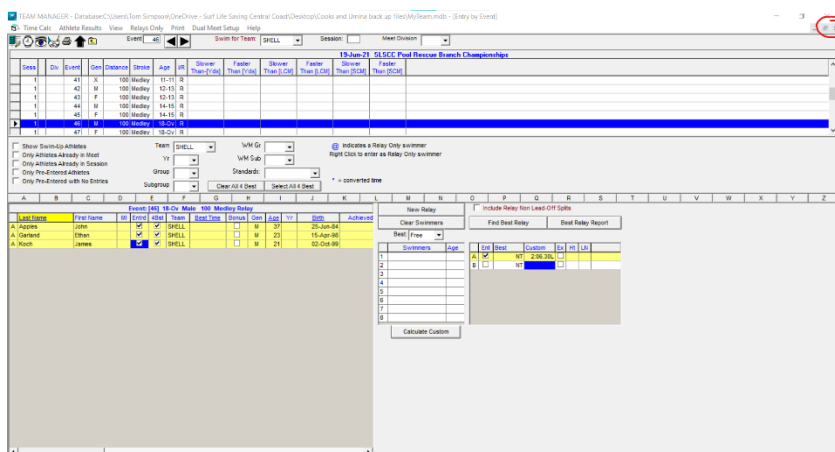 TEAM MANAGER - Database:C:\Users\Tom Simpson\OneDrive - Surf Life Saving Central Coast\Desktop\Cooks and Umina back up files\MyTeam.mdb - [Entry by Event]
Time Calc Athlete Results View Relays Only Print Dual Meet Setup Help
Event 46 Swim for Team: SHELL Session: Meet Division
19-Jun-21 SLSCC Pool Rescue Branch Championships
Sess Div Event Gen Distance Stroke Age I/R Slower Than-[Yds] Faster Than [Yds] Slower Than [LCM] Faster Than [LCM] Slower Than [SCM] Faster Than [SCM]
1 41 X 100 Medley 11-11 R
1 42 M 100 Medley 12-13 R
1 43 F 100 Medley 12-13 R
1 44 M 100 Medley 14-15 R
1 45 F 100 Medley 14-15 R
1 46 M 100 Medley 18-Ov R
1 47 F 100 Medley 18-Ov R
Show Swim-Up Athletes Team SHELL WM Gr @ indicates a Relay Only swimmer
Only Athletes Already in Meet Yr WM Sub Right Click to enter as Relay Only swimmer
Only Athletes Already in Session
Only Pre-Entered Athletes Group Standards:
Only Pre-Entered with No Entries Subgroup Clear All 4 Best Select All 4 Best * = converted time
A B C D E F G H I J K L M N O P Q R S T U V W X Y Z
Event: [46] 18-Ov Male 100 Medley Relay
Last Name First Name MI Entrd 4Bst Team Best Time Bonus Gen Age Yr Birth Achieved
A Apples John SHELL M 37 25-Jun-84
A Garland Ethan SHELL M 23 15-Apr-98
A Koch James SHELL M 21 02-Oct-99
New Relay Include Relay Non Lead-Off Splits
Clear Swimmers Find Best Relay Best Relay Report
Best: Free
Swimmers Age Ent Best Custom Ex Ht LN
1 A NT 2:06.30L
2 B NT
3
4
5
6
7
8
Calculate Custom